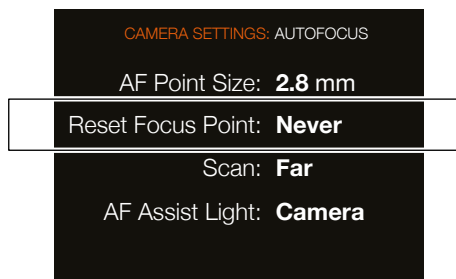 CAMERA SETTINGS: AUTOFOCUS
AF Point Size: 2.8 mm
Reset Focus Point: Never
Scan: Far
AF Assist Light: Camera